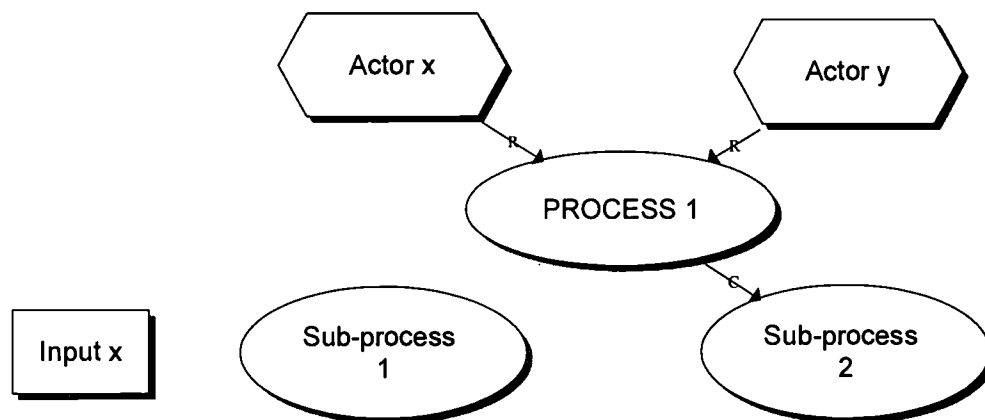 Actor x
Actor y
R
R
PROCESS 1
C
Input x
Sub-process
1
Sub-process
2